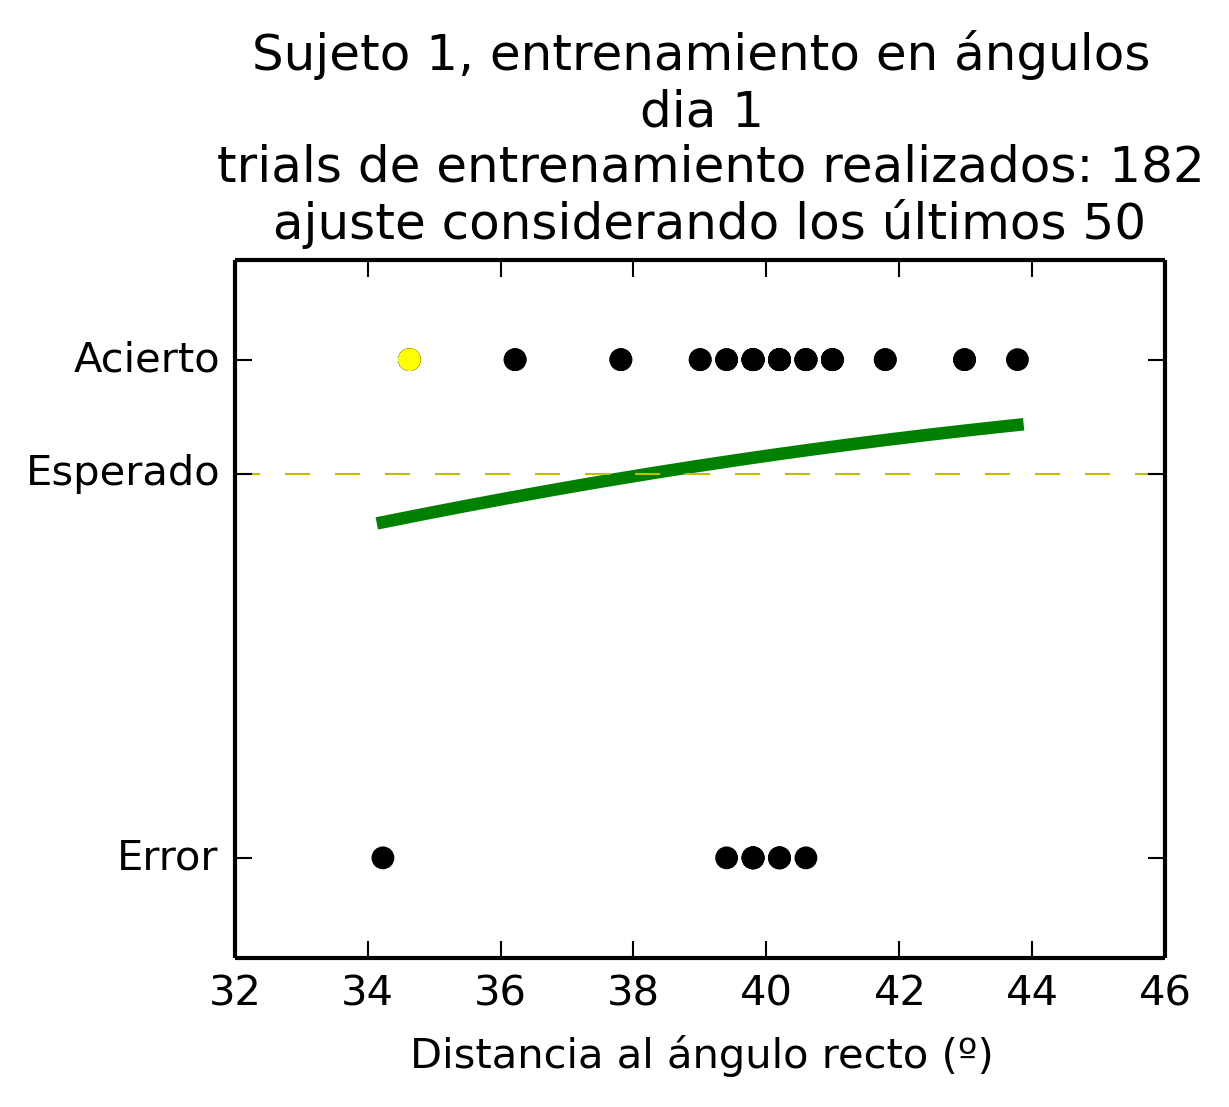 Sujeto 1, entrenamiento en ángulos
dia 1
trials de entrenamiento realizados: 182
ajuste considerando los últimos 50
Acierto
Esperado
Error
32 34 36 38 40 42 44 46
Distancia al ángulo recto (º)